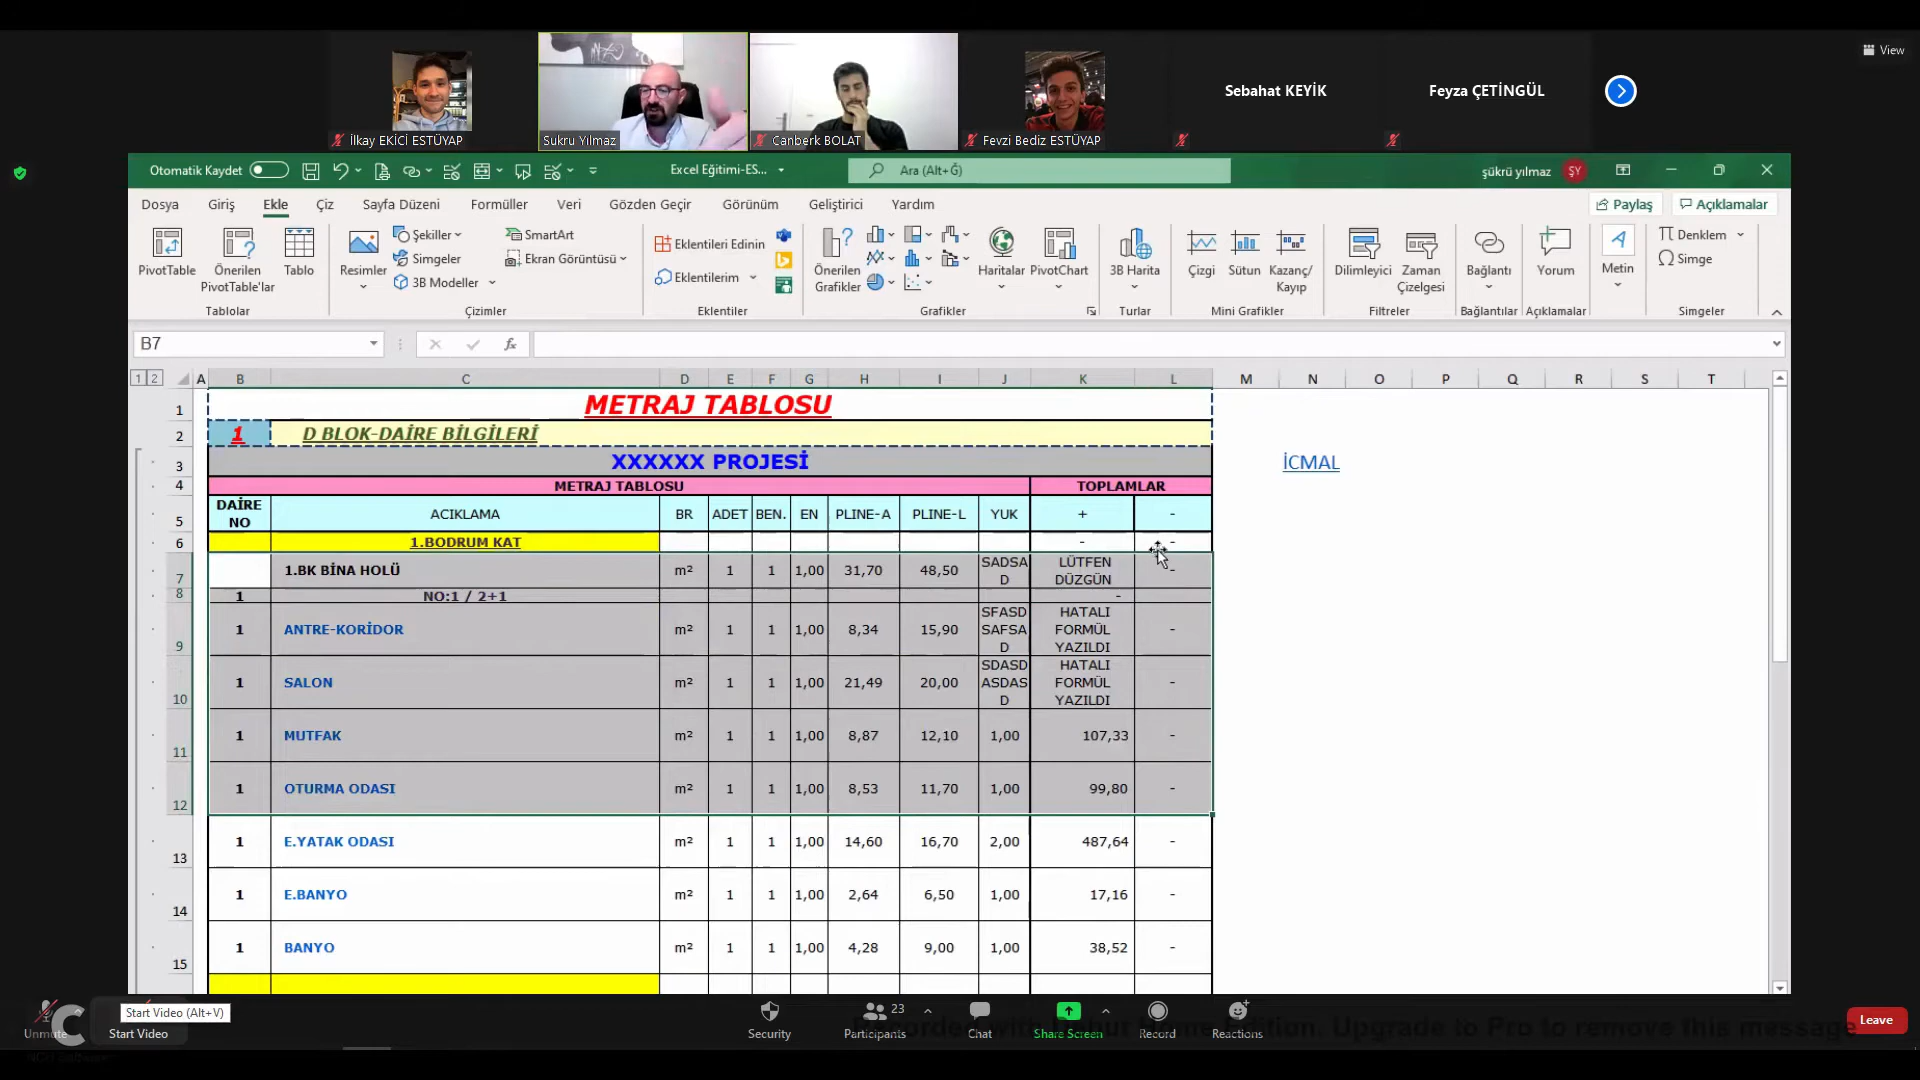 View
İlkay EKİCİ ESTÜYAP
Sukru Yılmaz
Canberk BOLAT
Fevzi Bediz ESTÜYAP
Sebahat KEYİK
Feyza ÇETİNGÜL
Otomatik Kaydet
Excel Eğitimi-ES...
Ara (Alt+Ğ)
şükrü yılmaz
ŞY
Dosya
Giriş
Ekle
Çiz
Sayfa Düzeni
Formüller
Veri
Gözden Geçir
Görünüm
Geliştirici
Yardım
Paylaş
Açıklamalar
PivotTable
Önerilen PivotTable'lar
Tablo
Tablolar
Resimler
Şekiller
Simgeler
3B Modeller
SmartArt
Ekran Görüntüsü
Çizimler
Eklentileri Edinin
Eklentilerim
Eklentiler
Önerilen Grafikler
Haritalar
PivotChart
Grafikler
3B Harita
Turlar
Çizgi
Sütun
Kazanç/ Kayıp
Mini Grafikler
Dilimleyici
Zaman Çizelgesi
Filtreler
Bağlantı
Bağlantılar
Yorum
Açıklamalar
Metin
Denklem
Simge
Simgeler
B7
fx
1 2
A B C D E F G H I J K L M N O P Q R S T
1 METRAJ TABLOSU
2 1 D BLOK-DAİRE BİLGİLERİ
3 XXXXXX PROJESİ
İCMAL
4 METRAJ TABLOSU TOPLAMLAR
5 DAİRE NO ACIKLAMA BR ADET BEN. EN PLINE-A PLINE-L YUK + -
6 1.BODRUM KAT - -
7 1.BK BİNA HOLÜ m² 1 1 1,00 31,70 48,50 SADSAD LÜTFEN DÜZGÜN -
8 1 NO:1 / 2+1 -
9 1 ANTRE-KORİDOR m² 1 1 1,00 8,34 15,90 SFASDSAFSAD HATALI FORMÜL YAZILDI -
10 1 SALON m² 1 1 1,00 21,49 20,00 SDASDASDASD HATALI FORMÜL YAZILDI -
11 1 MUTFAK m² 1 1 1,00 8,87 12,10 1,00 107,33 -
12 1 OTURMA ODASI m² 1 1 1,00 8,53 11,70 1,00 99,80 -
13 1 E.YATAK ODASI m² 1 1 1,00 14,60 16,70 2,00 487,64 -
14 1 E.BANYO m² 1 1 1,00 2,64 6,50 1,00 17,16 -
15 1 BANYO m² 1 1 1,00 4,28 9,00 1,00 38,52 -
Start Video (Alt+V)
Unmute
Start Video
Security
23
Participants
Chat
Share Screen
Record
Reactions
Leave
Upgrade to Pro to remove this message